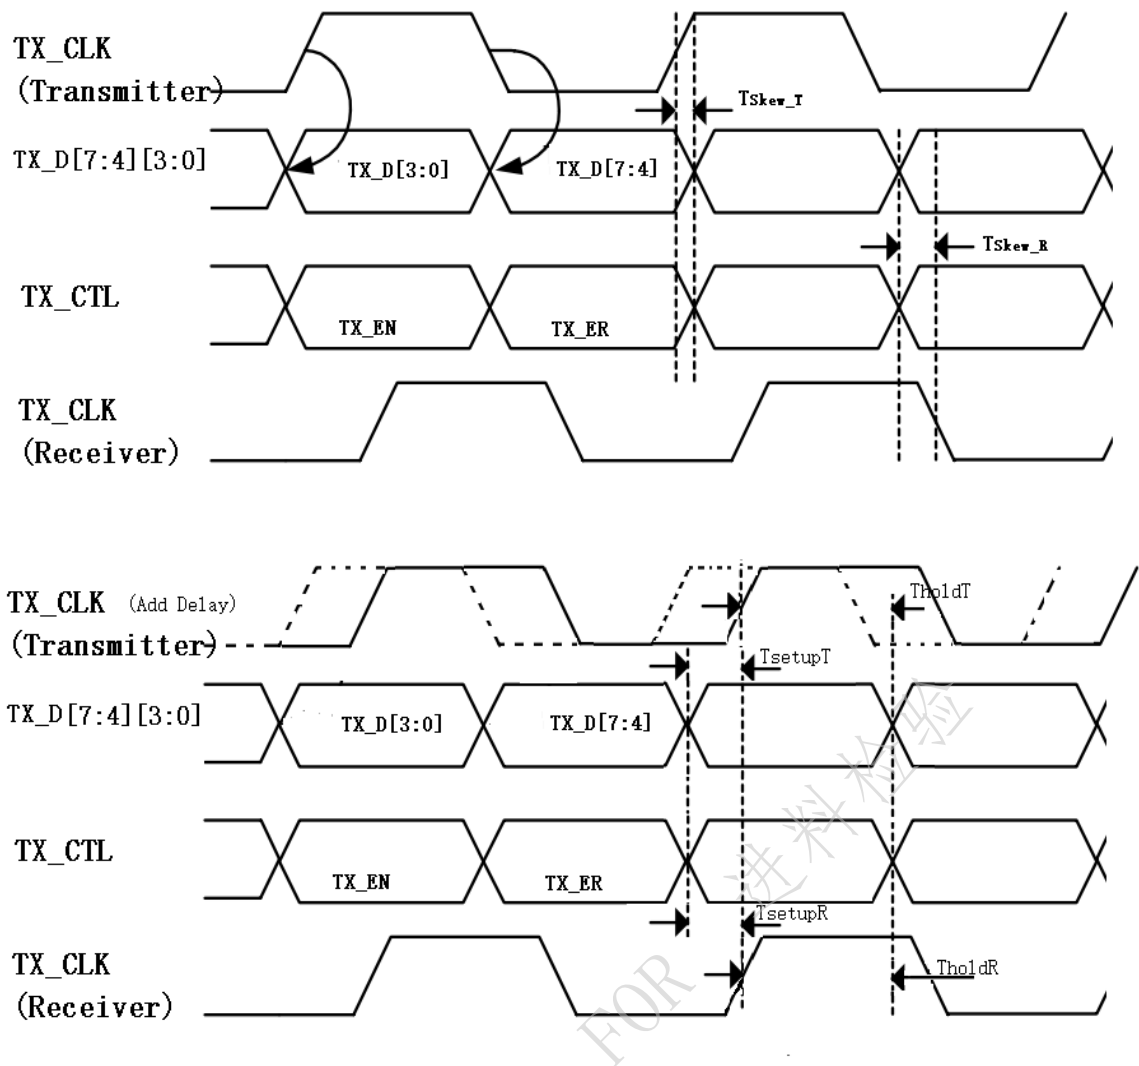 TX_CLK
(Transmitter)
Tskew_T
TX_D[7:4][3:0]
TX_D[3:0]
TX_D[7:4]
Tskew_R
TX_CTL
TX_EN
TX_ER
TX_CLK
(Receiver)
TX_CLK (Add Delay)
(Transmitter)
TholdT
TsetupT
TX_D[7:4][3:0]
TX_D[3:0]
TX_D[7:4]
TX_CTL
TX_EN
TX_ER
TsetupR
TX_CLK
(Receiver)
TholdR
FOR 进料检验